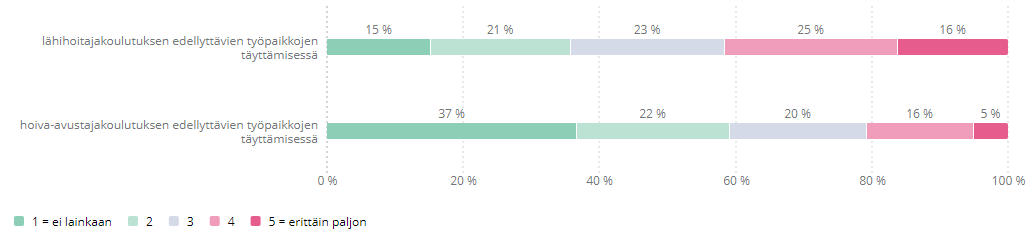 15 % 21 % 23 % 25 % 16 %
lähihoitajakoulutuksen edellyttävien työpaikkojen
täyttämisessä
37 % 22 % 20 % 16 % 5 %
hoiva-avustajakoulutuksen edellyttävien työpaikkojen
täyttämisessä
0 % 20 % 40 % 60 % 80 % 100 %
1 = ei lainkaan 2 3 4 5 = erittäin paljon